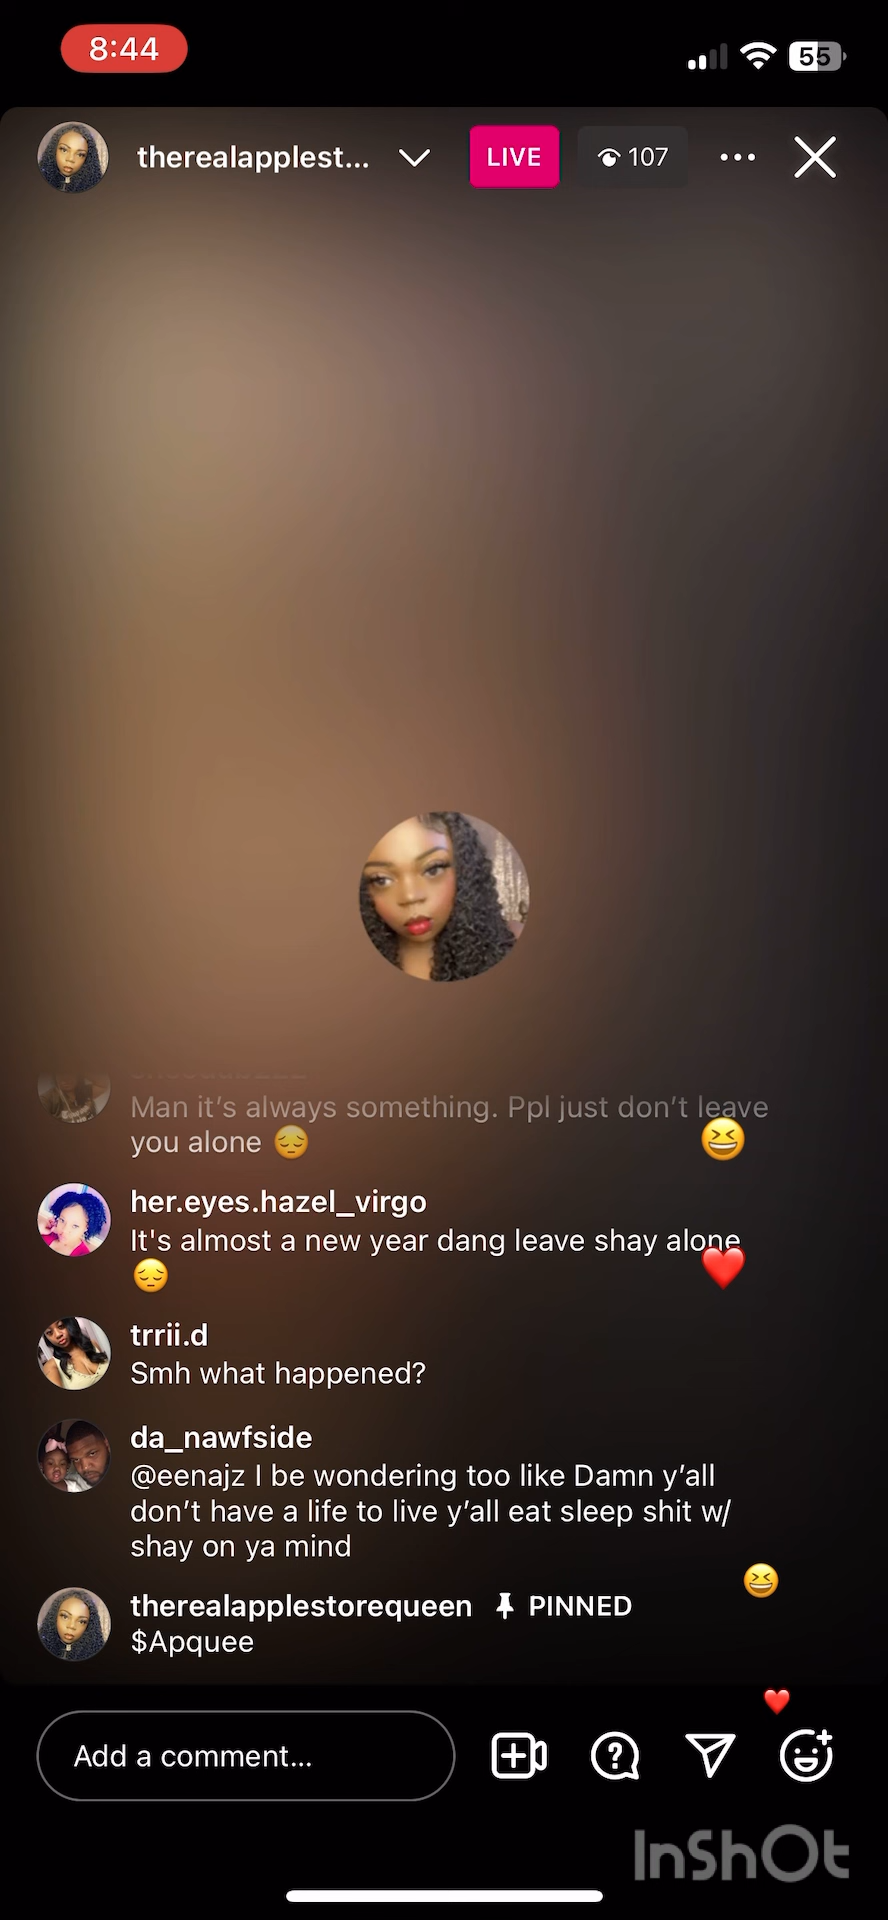 8:44
55
therealapplest...
LIVE
107
Man it's always something. Ppl just don't leave
you alone 😔
her.eyes.hazel_virgo
It's almost a new year dang leave shay alone
😔
trrii.d
Smh what happened?
da_nawfside
@eenajz I be wondering too like Damn y'all
don't have a life to live y'all eat sleep shit w/
shay on ya mind
therealapplestorequeen PINNED
$Apquee
Add a comment...
InShOt